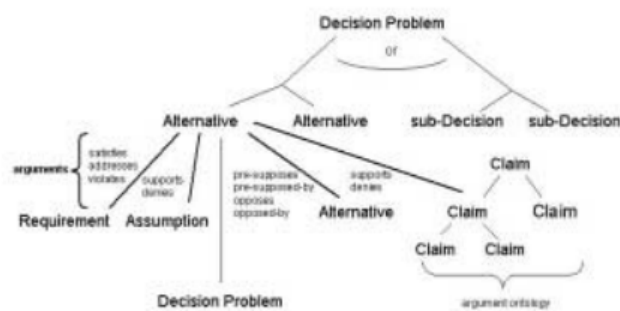 Decision Problem
or
Alternative
Alternative
sub-Decision
sub-Decision
arguments
satisfies
addresses
violates
supports
denies
pre-supposes
pre-supposed-by
opposes
opposed-by
supports
denies
Claim
Requirement
Assumption
Alternative
Claim
Claim
Claim
Claim
Decision Problem
argument ontology